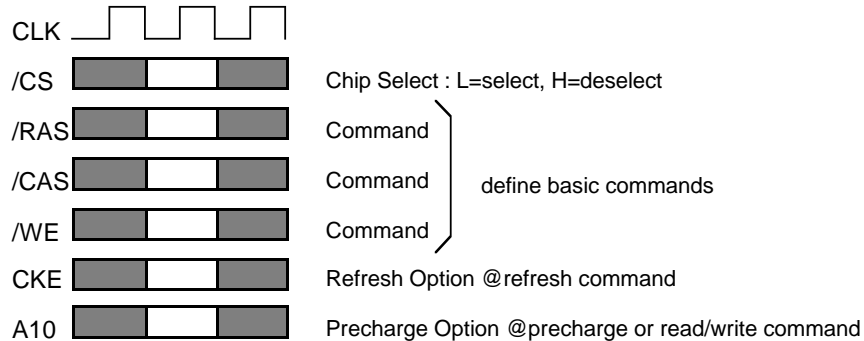 CLK
/CS Chip Select : L=select, H=deselect
/RAS Command
/CAS Command define basic commands
/WE Command
CKE Refresh Option @refresh command
A10 Precharge Option @precharge or read/write command